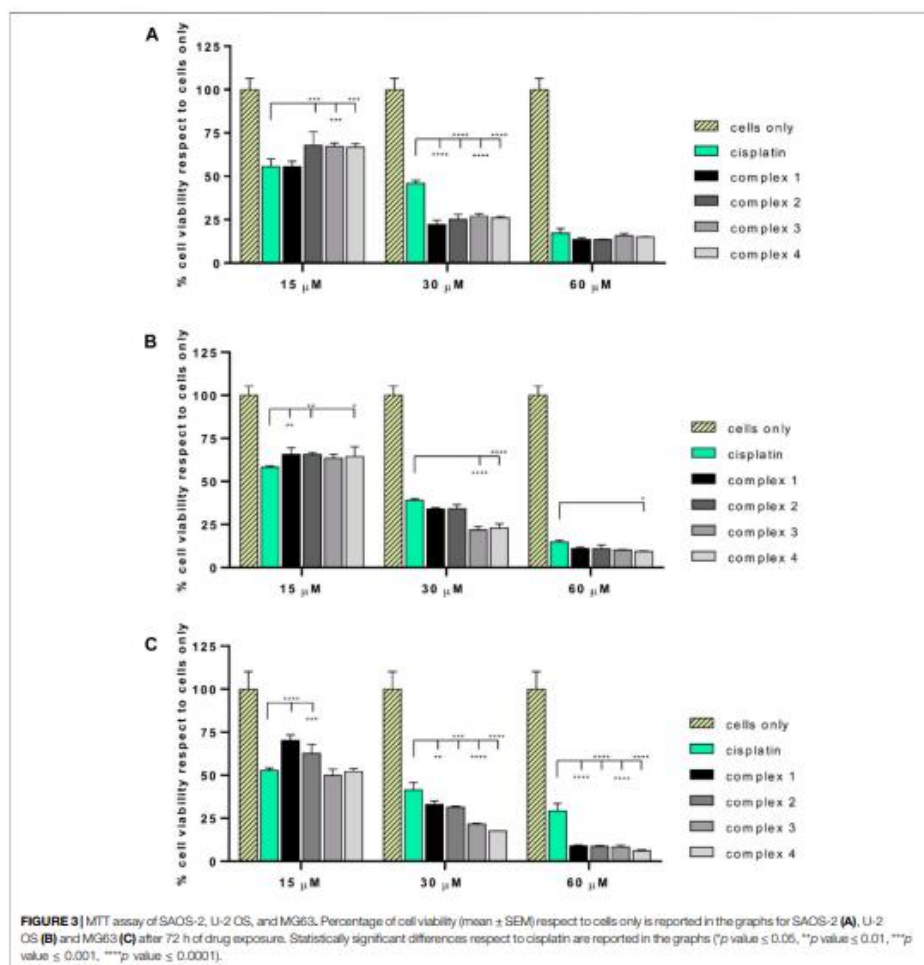 A
% cell viability respect to cells only
125
100
75
50
25
0
*** ***
***
**** ****
**** ****
15 µM 30 µM 60 µM
cells only
cisplatin
complex 1
complex 2
complex 3
complex 4
B
% cell viability respect to cells only
125
100
75
50
25
0
** *
**
****
****
*
15 µM 30 µM 60 µM
cells only
cisplatin
complex 1
complex 2
complex 3
complex 4
C
% cell viability respect to cells only
125
100
75
50
25
0
****
***
*** ****
** ****
**** ****
**** ****
15 µM 30 µM 60 µM
cells only
cisplatin
complex 1
complex 2
complex 3
complex 4
FIGURE 3 | MTT assay of SAOS-2, U-2 OS, and MG63. Percentage of cell viability (mean ± SEM) respect to cells only is reported in the graphs for SAOS-2 (A), U-2
OS (B) and MG63 (C) after 72 h of drug exposure. Statistically significant differences respect to cisplatin are reported in the graphs (*p value ≤ 0.05, **p value ≤ 0.01, ***p
value ≤ 0.001, ****p value ≤ 0.0001).